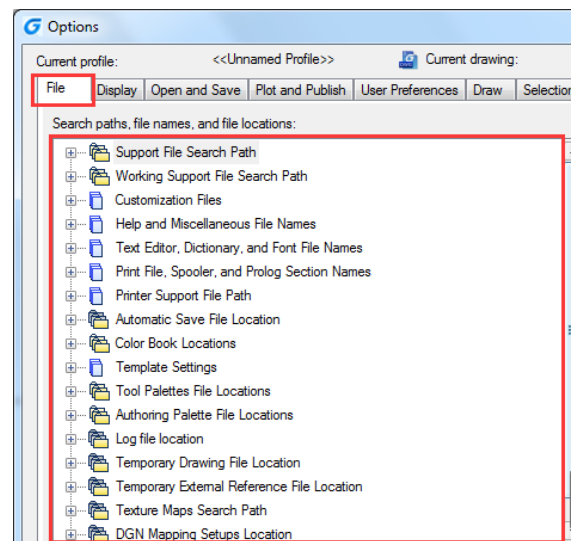 Options
Current profile: <<Unnamed Profile>> Current drawing:
File Display Open and Save Plot and Publish User Preferences Draw Selection
Search paths, file names, and file locations:
Support File Search Path
Working Support File Search Path
Customization Files
Help and Miscellaneous File Names
Text Editor, Dictionary, and Font File Names
Print File, Spooler, and Prolog Section Names
Printer Support File Path
Automatic Save File Location
Color Book Locations
Template Settings
Tool Palettes File Locations
Authoring Palette File Locations
Log file location
Temporary Drawing File Location
Temporary External Reference File Location
Texture Maps Search Path
DGN Mapping Setups Location